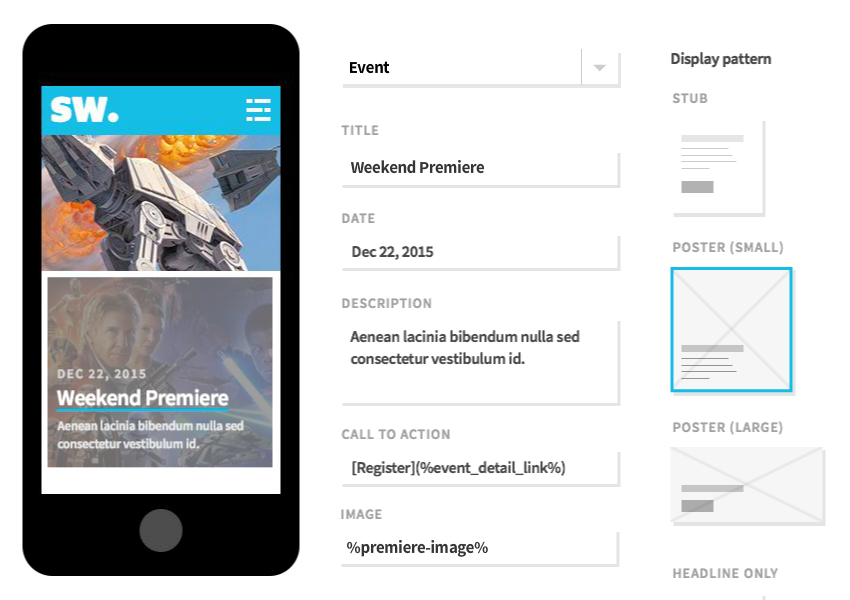 SW.
DEC 22, 2015
Weekend Premiere
Aenean lacinia bibendum nulla sed
consectetur vestibulum id.
Event
TITLE
Weekend Premiere
DATE
Dec 22, 2015
DESCRIPTION
Aenean lacinia bibendum nulla sed
consectetur vestibulum id.
CALL TO ACTION
[Register](%event_detail_link%)
IMAGE
%premiere-image%
Display pattern
STUB
POSTER (SMALL)
POSTER (LARGE)
HEADLINE ONLY